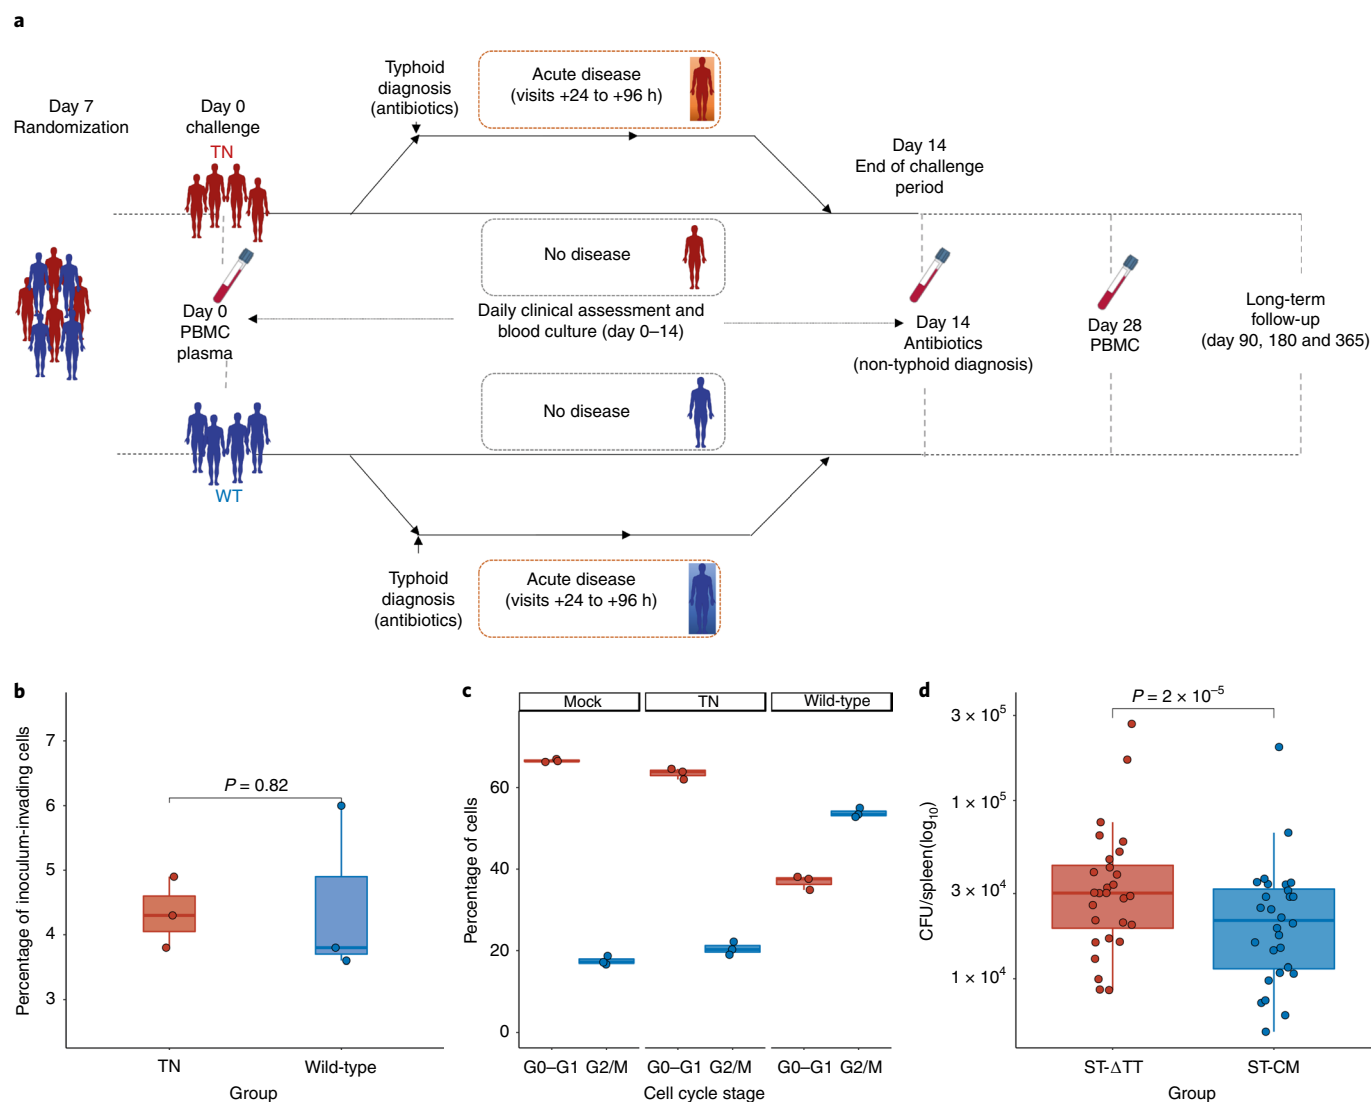 a
Day 7
Randomization
Day 0
challenge
TN
Typhoid
diagnosis
(antibiotics)
Acute disease
(visits +24 to +96 h)
Day 14
End of challenge
period
No disease
Day 0
PBMC
plasma
Daily clinical assessment and
blood culture (day 0–14)
Day 14
Antibiotics
(non-typhoid diagnosis)
Day 28
PBMC
Long-term
follow-up
(day 90, 180 and 365)
No disease
WT
Typhoid
diagnosis
(antibiotics)
Acute disease
(visits +24 to +96 h)
b
Percentage of inoculum-invading cells
7
6
5
4
3
P = 0.82
TN
Wild-type
Group
c
Percentage of cells
60
40
20
0
Mock
TN
Wild-type
G0–G1 G2/M
G0–G1 G2/M
G0–G1 G2/M
Cell cycle stage
d
CFU/spleen(log10)
3 × 10⁵
1 × 10⁵
3 × 10⁴
1 × 10⁴
P = 2 × 10⁻⁵
ST-ΔTT
ST-CM
Group